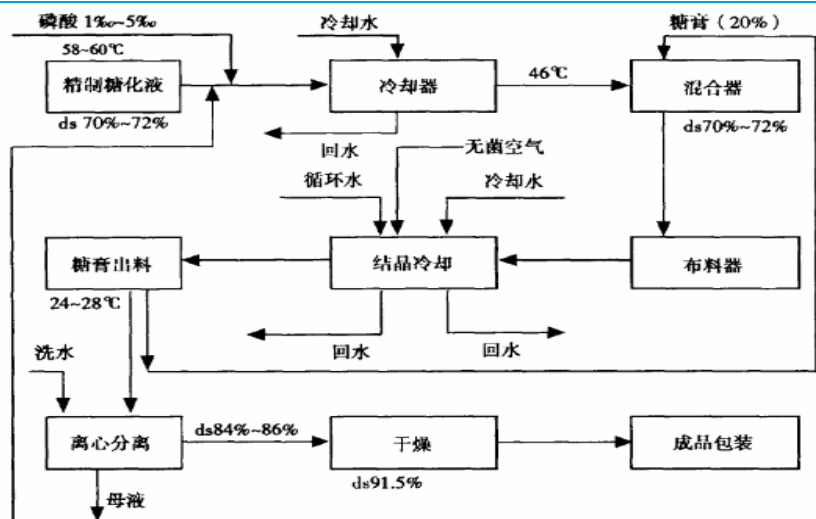 磷酸 1‰~5‰
冷却水
糖膏（20%）
58~60℃
精制糖化液
冷却器
46℃
混合器
ds 70%~72%
ds70%~72%
回水
无菌空气
循环水
冷却水
糖膏出料
结晶冷却
布料器
24~28℃
回水
回水
洗水
离心分离
ds84%~86%
干燥
成品包装
ds91.5%
母液